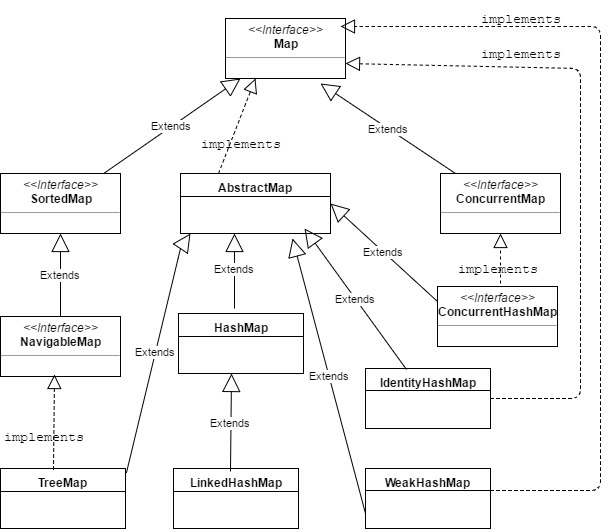 implements
<<Interface>>
Map
implements
Extends
Extends
implements
<<Interface>>
SortedMap
AbstractMap
<<Interface>>
ConcurrentMap
Extends
Extends
Extends
implements
<<Interface>>
ConcurrentHashMap
Extends
<<Interface>>
NavigableMap
HashMap
Extends
Extends
IdentityHashMap
Extends
implements
TreeMap
LinkedHashMap
WeakHashMap